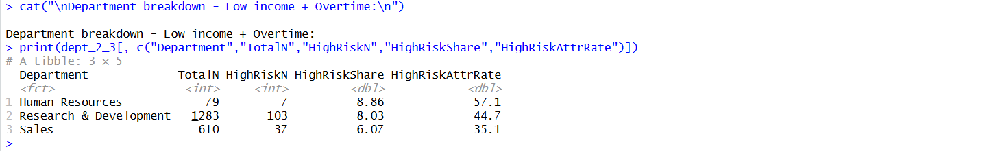 > cat("\nDepartment breakdown - Low income + Overtime:\n")
Department breakdown - Low income + Overtime:
> print(dept_2_3[, c("Department","TotalN","HighRiskN","HighRiskShare","HighRiskAttrRate")])
# A tibble: 3 × 5
Department TotalN HighRiskN HighRiskShare HighRiskAttrRate
<fct> <int> <int> <dbl> <dbl>
1 Human Resources 79 7 8.86 57.1
2 Research & Development 1283 103 8.03 44.7
3 Sales 610 37 6.07 35.1
>